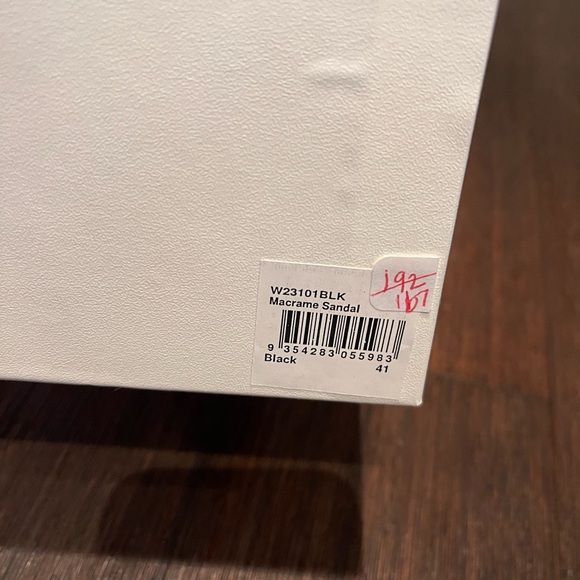 W23101BLK
Macrame Sandal
9 354283 055983
Black 41
192
167